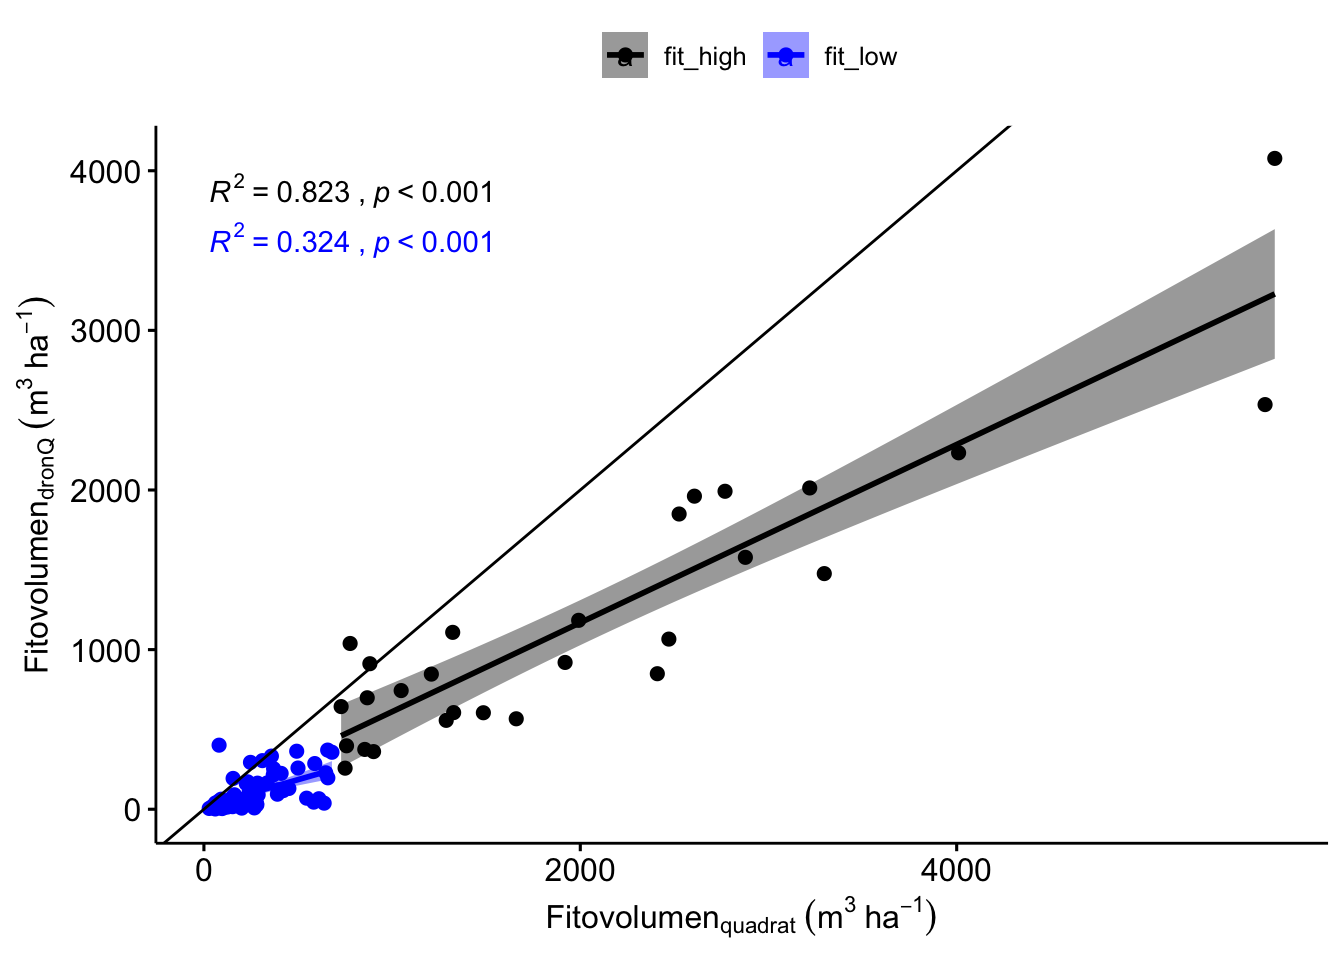 a fit_high a fit_low
R² = 0.823 , p < 0.001
R² = 0.324 , p < 0.001
4000
3000
2000
1000
0
Fitovolumen_dronQ (m³ ha⁻¹)
0 2000 4000
Fitovolumen_quadrat (m³ ha⁻¹)